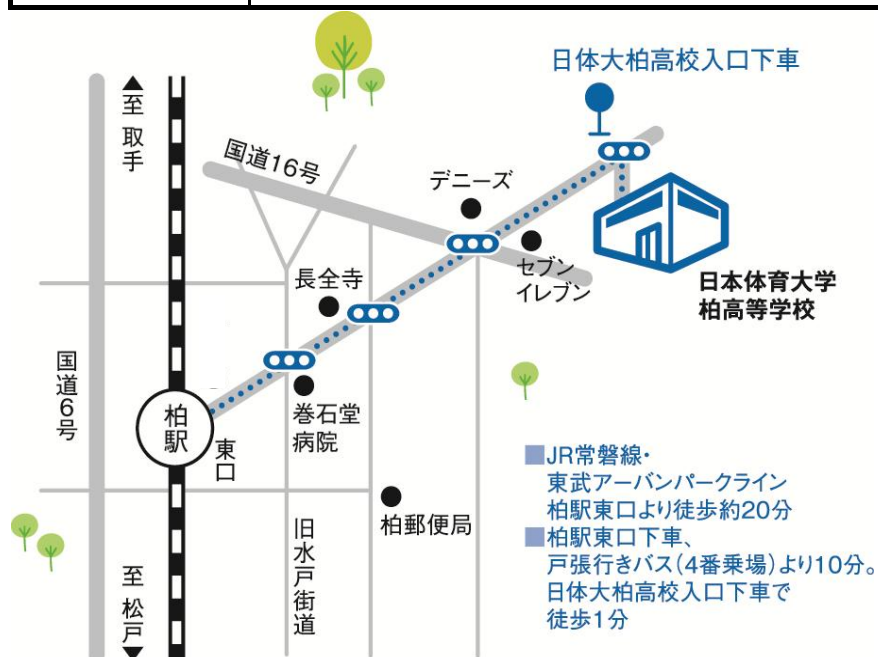 日体大柏高校入口下車
至 取手
国道16号
デニーズ
セブン
イレブン
長全寺
日本体育大学
柏高等学校
国道6号
柏駅
東口
巻石堂
病院
柏郵便局
旧水戸街道
至 松戸
■JR常磐線・
東武アーバンパークライン
柏駅東口より徒歩約20分
■柏駅東口下車、
戸張行きバス（4番乗場）より10分。
日体大柏高校入口下車で
徒歩1分